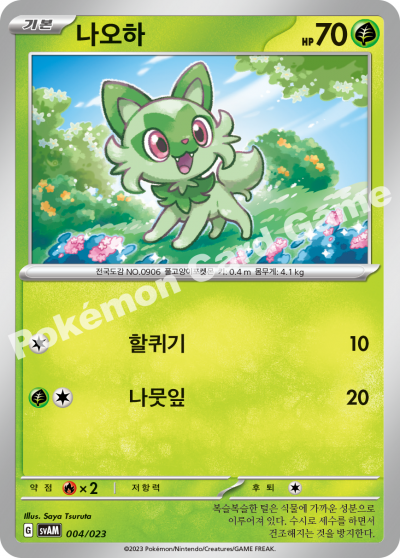 기본 나오하 HP 70
전국도감 NO.0906 풀고양이포켓몬 키: 0.4 m 몸무게: 4.1 kg
할퀴기 10
나뭇잎 20
약점 ×2 저항력 후퇴
Illus. Saya Tsuruta
G svAM 004/023
복슬복슬한 털은 식물에 가까운 성분으로
이루어져 있다. 수시로 세수를 하면서
건조해지는 것을 방지한다.
©2023 Pokémon/Nintendo/Creatures/GAME FREAK.
Pokémon Card Game